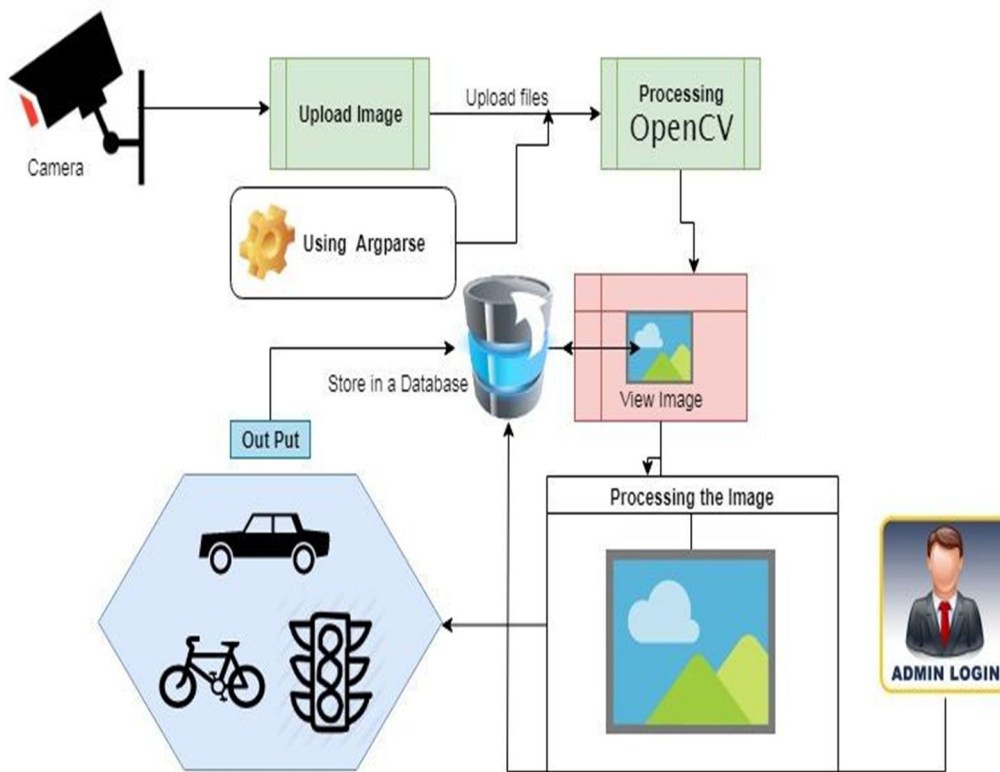 Camera
Upload Image
Upload files
Processing
OpenCV
Using Argparse
Store in a Database
View Image
Out Put
Processing the Image
ADMIN LOGIN